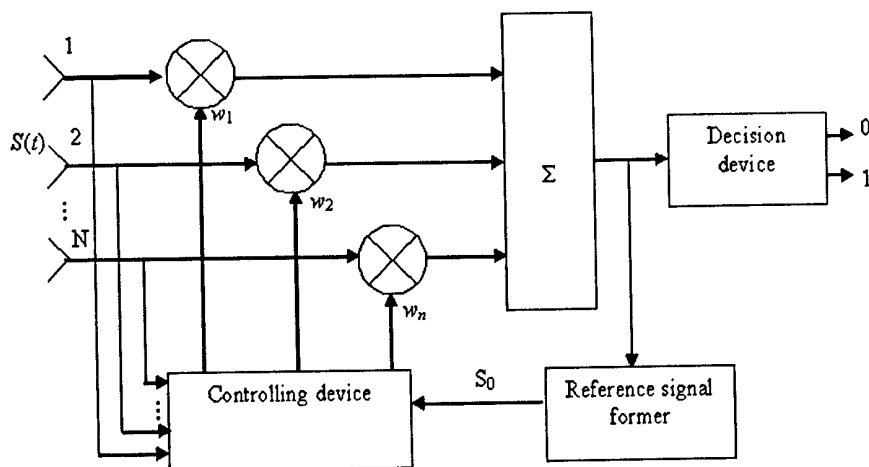 1
w₁
0
Decision
device
1
S(t)
2
w₂
Σ
...
N
wₙ
S₀
Controlling device
Reference signal
former
...